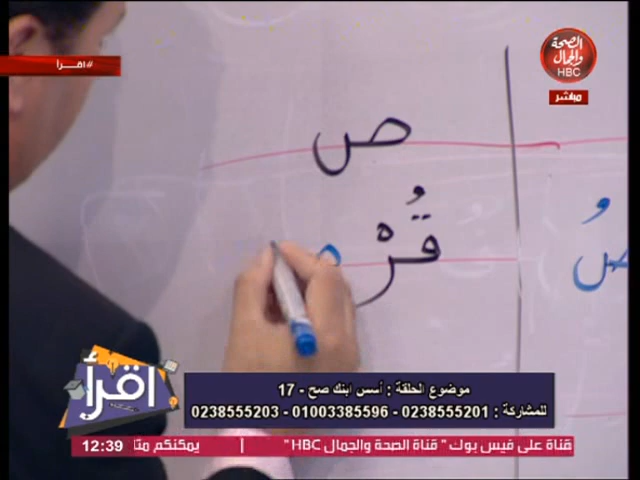 الصحة
والجمال
HBC
مباشر
#اقرأ
ص
صُ
قُرْ
اقرأ
موضوع الحلقة : أسس ابنك صح - 17
للمشاركة : 0238555201 - 01003385596 - 0238555203
قناة على فيس بوك " قناة الصحة والجمال HBC"
يمكنكم متا
12:39